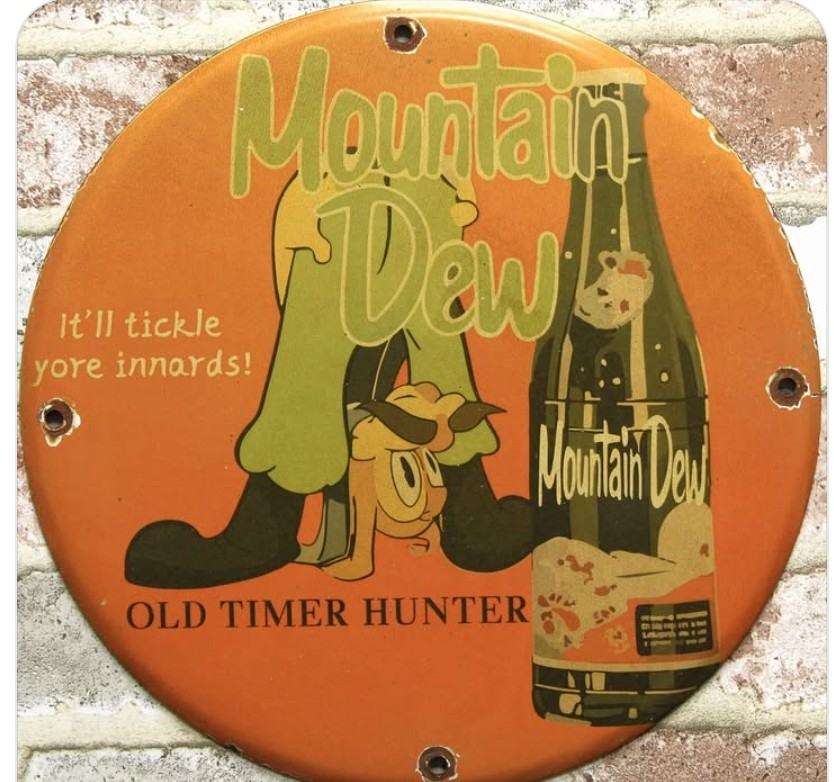 Mountain
Dew
It'll tickle
yore innards!
Mountain Dew
OLD TIMER HUNTER